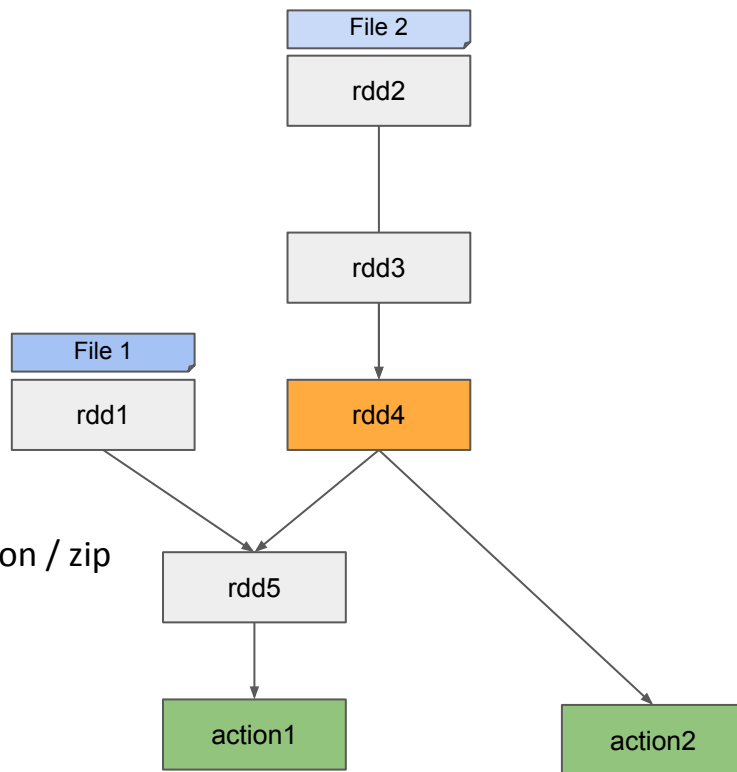 File 2
rdd2
rdd3
File 1
rdd1
rdd4
on / zip
rdd5
action1
action2